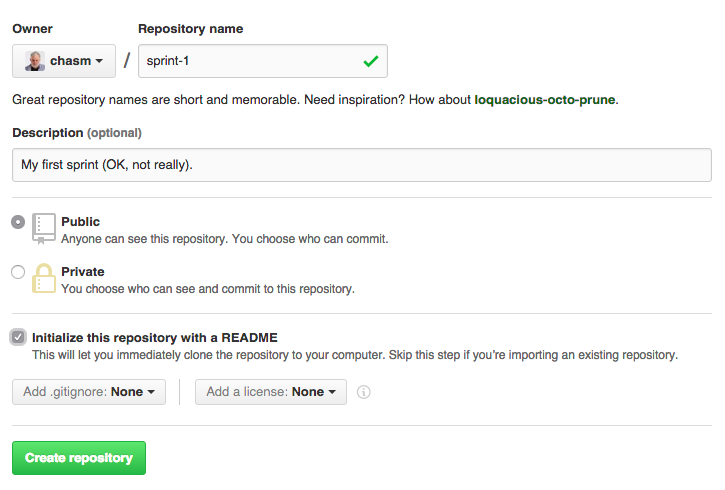 Owner
Repository name
chasm / sprint-1
Great repository names are short and memorable. Need inspiration? How about loquacious-octo-prune.
Description (optional)
My first sprint (OK, not really).
Public
Anyone can see this repository. You choose who can commit.
Private
You choose who can see and commit to this repository.
Initialize this repository with a README
This will let you immediately clone the repository to your computer. Skip this step if you’re importing an existing repository.
Add .gitignore: None
Add a license: None
Create repository